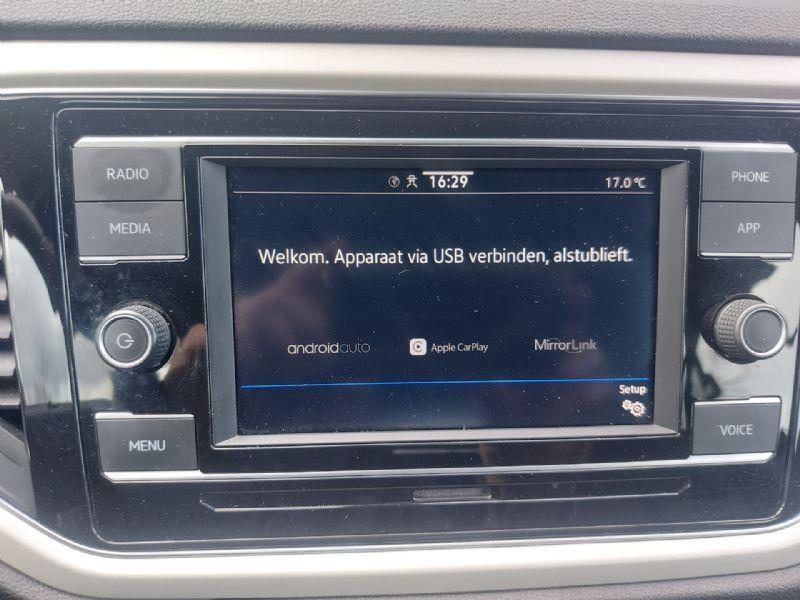 RADIO
MEDIA
MENU
16:29
17.0 °C
Welkom. Apparaat via USB verbinden, alstublieft.
androidauto
Apple CarPlay
MirrorLink
Setup
PHONE
APP
VOICE